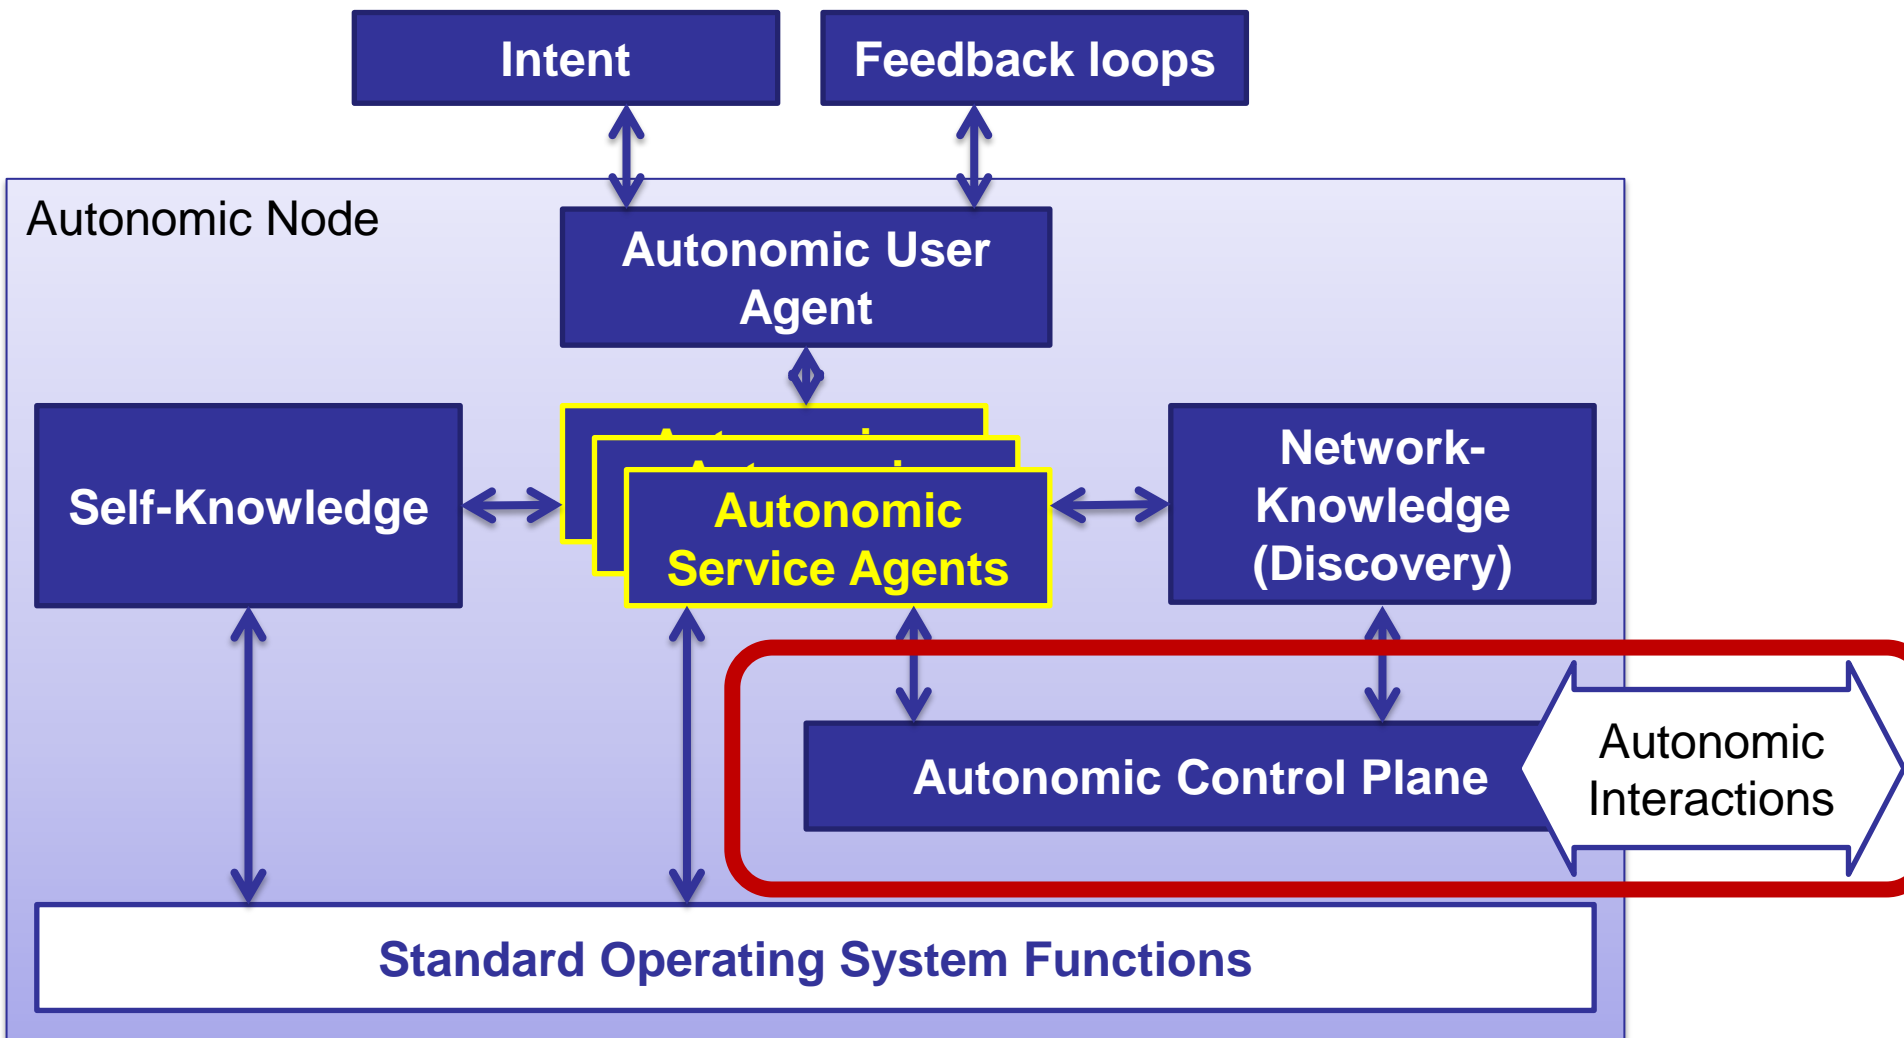 Intent
Feedback loops
Autonomic Node
Autonomic User
Agent
Self-Knowledge
Autonomic
Service Agents
Network-
Knowledge
(Discovery)
Autonomic Control Plane
Autonomic
Interactions
Standard Operating System Functions